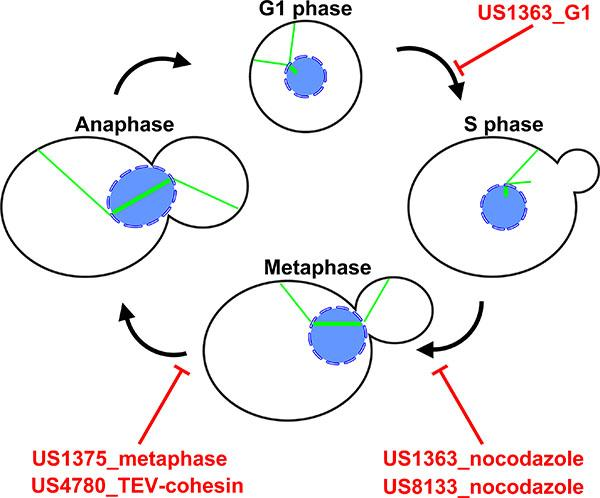 G1 phase
US1363_G1
Anaphase
S phase
Metaphase
US1375_metaphase
US4780_TEV-cohesin
US1363_nocodazole
US8133_nocodazole